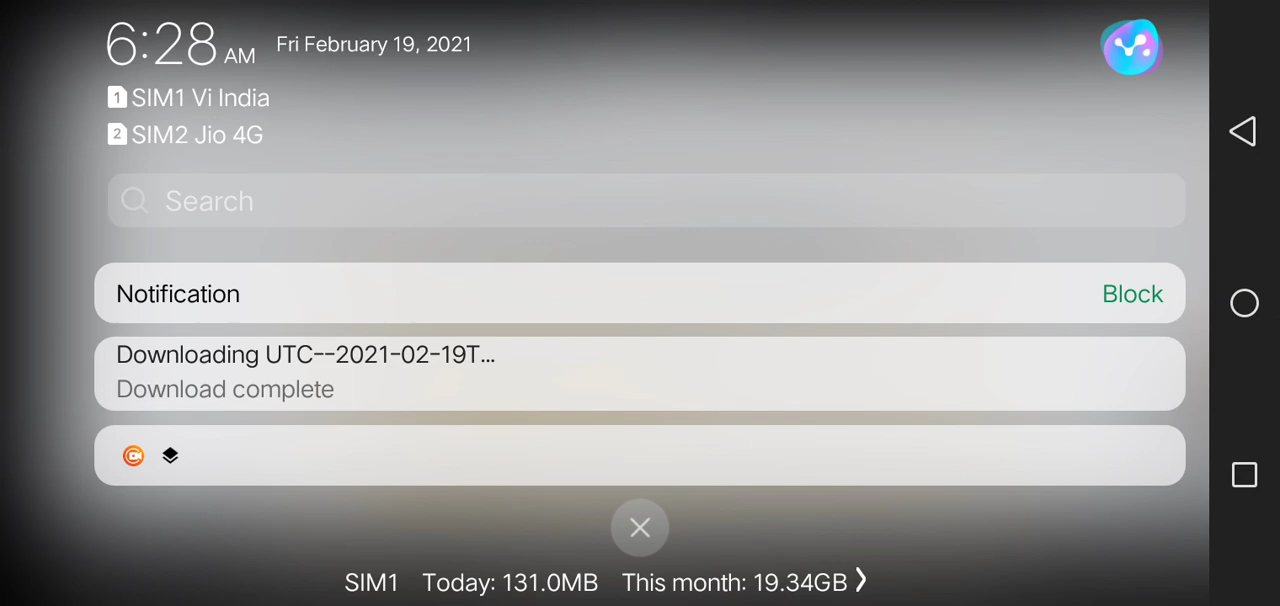 6:28 AM Fri February 19, 2021
1 SIM1 Vi India
2 SIM2 Jio 4G
Search
Notification Block
Downloading UTC--2021-02-19T...
Download complete
SIM1 Today: 131.0MB This month: 19.34GB